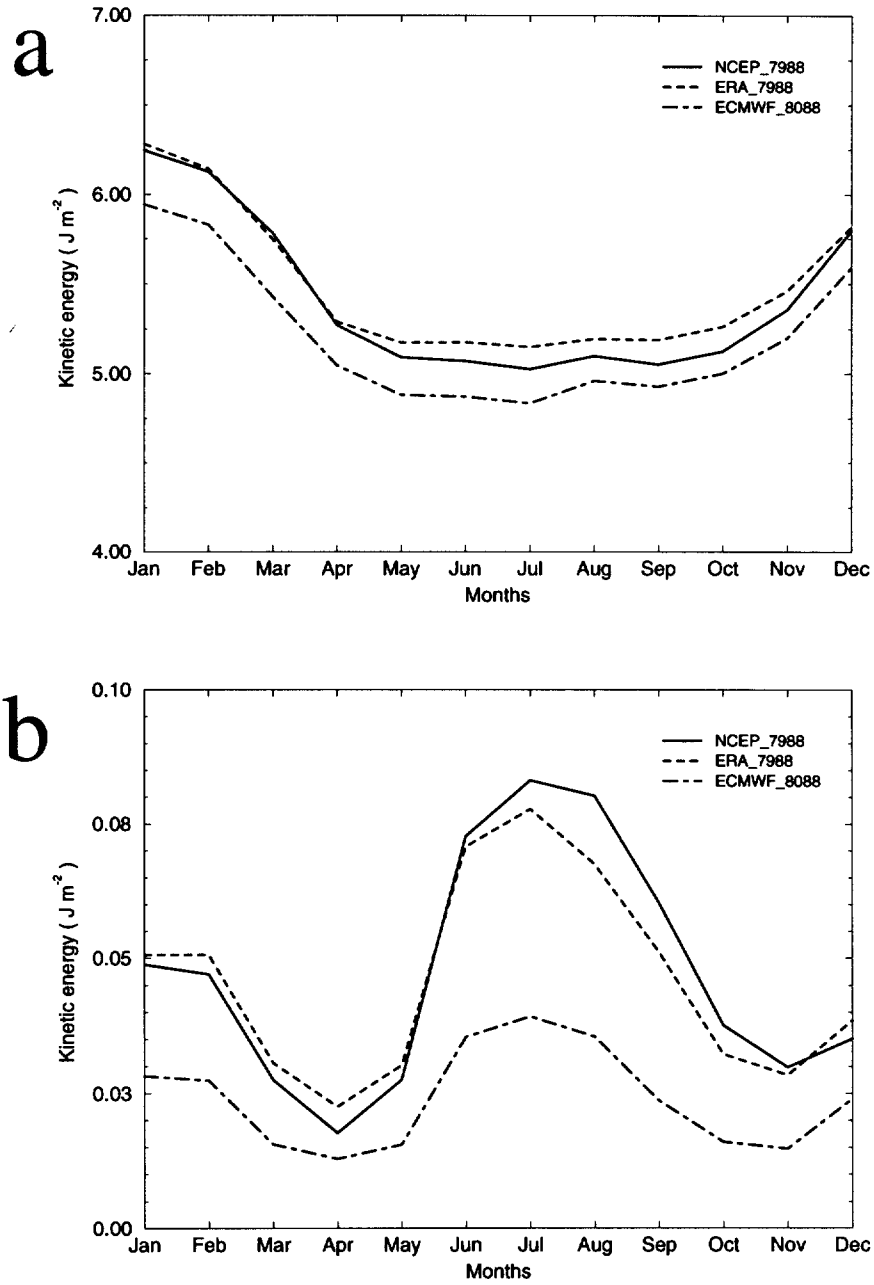 a
7.00
NCEP_7988
ERA_7988
ECMWF_8088
6.00
Kinetic energy ( J m⁻² )
5.00
4.00
Jan Feb Mar Apr May Jun Jul Aug Sep Oct Nov Dec
Months
b
0.10
NCEP_7988
ERA_7988
ECMWF_8088
0.08
Kinetic energy ( J m⁻² )
0.05
0.03
0.00
Jan Feb Mar Apr May Jun Jul Aug Sep Oct Nov Dec
Months